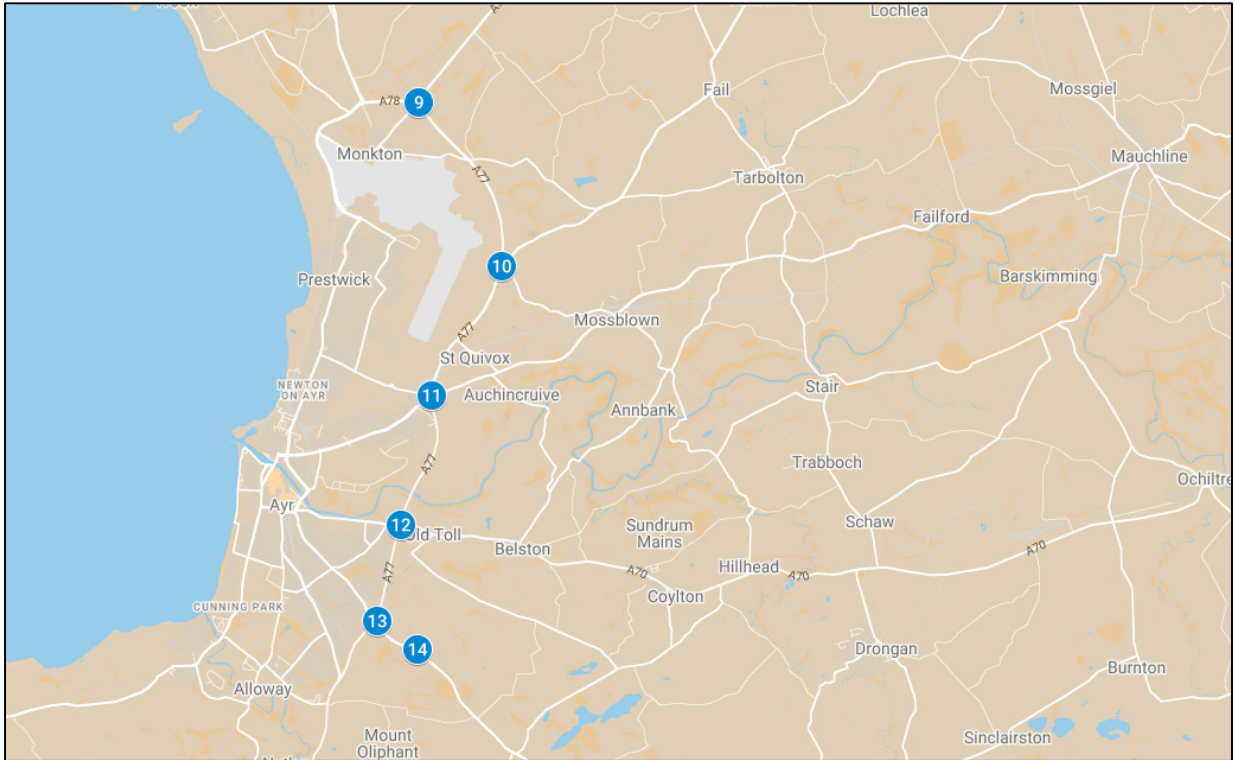 Lochlea
A78
9
Fail
Mossgiel
Monkton
Mauchline
A77
Tarbolton
Failford
10
Prestwick
Barskimming
Mossblown
A77
St Quivox
NEWTON
ON AYR
11
Auchincruive
Stair
Annbank
A77
Trabboch
Ochiltre
Ayr
12
Old Toll
Sundrum
Mains
Schaw
Belston
A70
A77
A70
Hillhead
A70
Coylton
CUNNING PARK
13
14
Drongan
Burnton
Alloway
Mount
Oliphant
Sinclairston